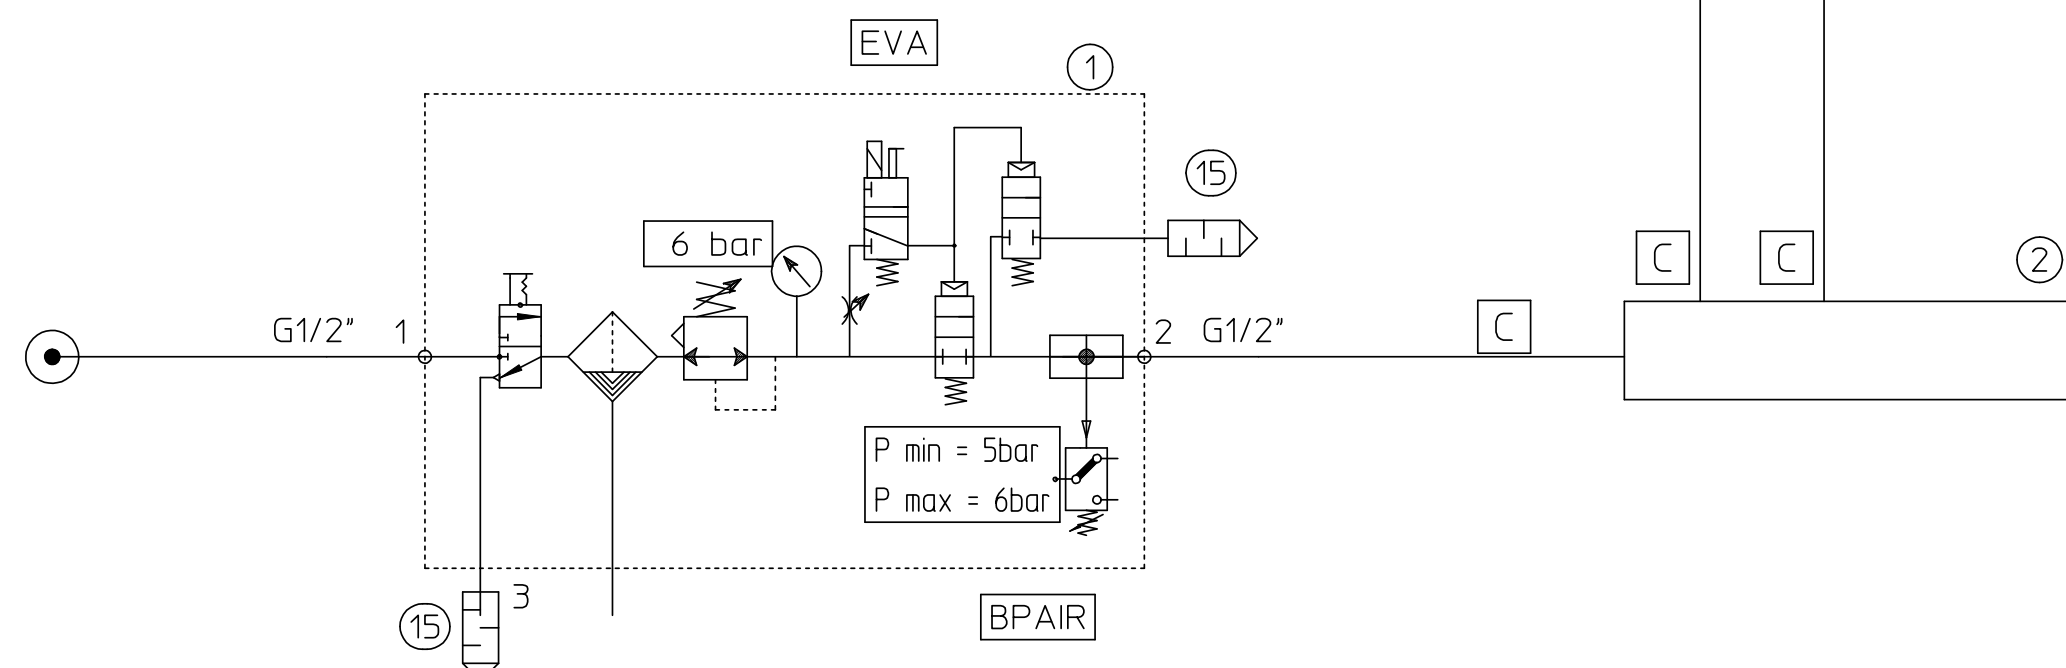 EVA
1
15
6 bar
C
C
2
G1/2"
1
2
G1/2"
C
P min = 5bar
P max = 6bar
3
15
BPAIR